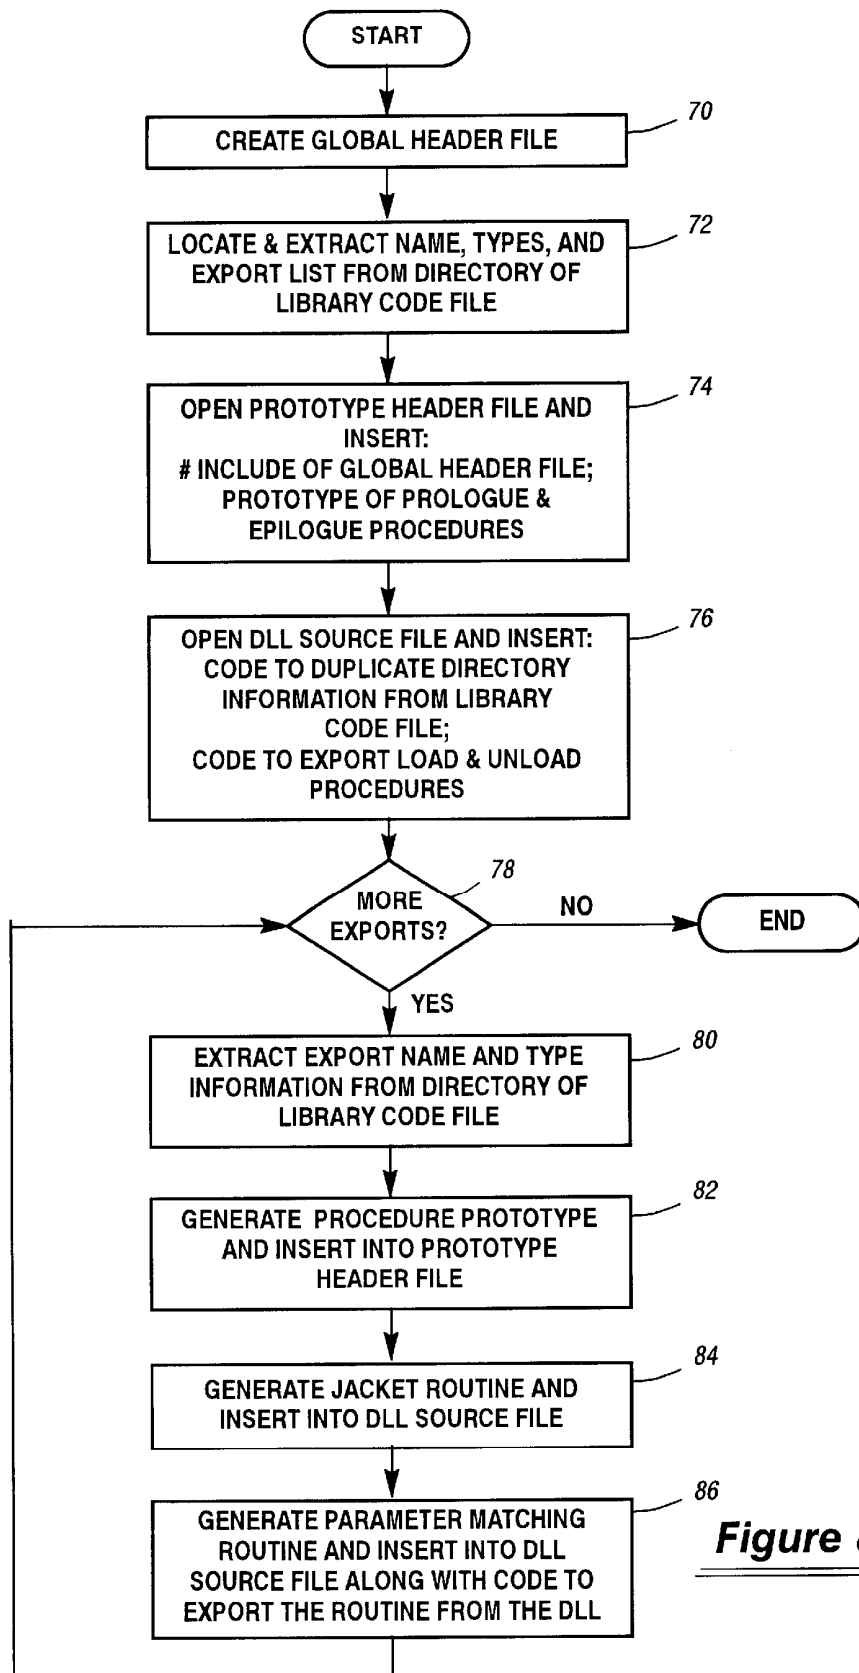 START
70
CREATE GLOBAL HEADER FILE
72
LOCATE & EXTRACT NAME, TYPES, AND
EXPORT LIST FROM DIRECTORY OF
LIBRARY CODE FILE
74
OPEN PROTOTYPE HEADER FILE AND
INSERT:
# INCLUDE OF GLOBAL HEADER FILE;
PROTOTYPE OF PROLOGUE &
EPILOGUE PROCEDURES
76
OPEN DLL SOURCE FILE AND INSERT:
CODE TO DUPLICATE DIRECTORY
INFORMATION FROM LIBRARY
CODE FILE;
CODE TO EXPORT LOAD & UNLOAD
PROCEDURES
78
MORE
EXPORTS?
NO
END
YES
80
EXTRACT EXPORT NAME AND TYPE
INFORMATION FROM DIRECTORY OF
LIBRARY CODE FILE
82
GENERATE PROCEDURE PROTOTYPE
AND INSERT INTO PROTOTYPE
HEADER FILE
84
GENERATE JACKET ROUTINE AND
INSERT INTO DLL SOURCE FILE
86
GENERATE PARAMETER MATCHING
ROUTINE AND INSERT INTO DLL
SOURCE FILE ALONG WITH CODE TO
EXPORT THE ROUTINE FROM THE DLL
Figure